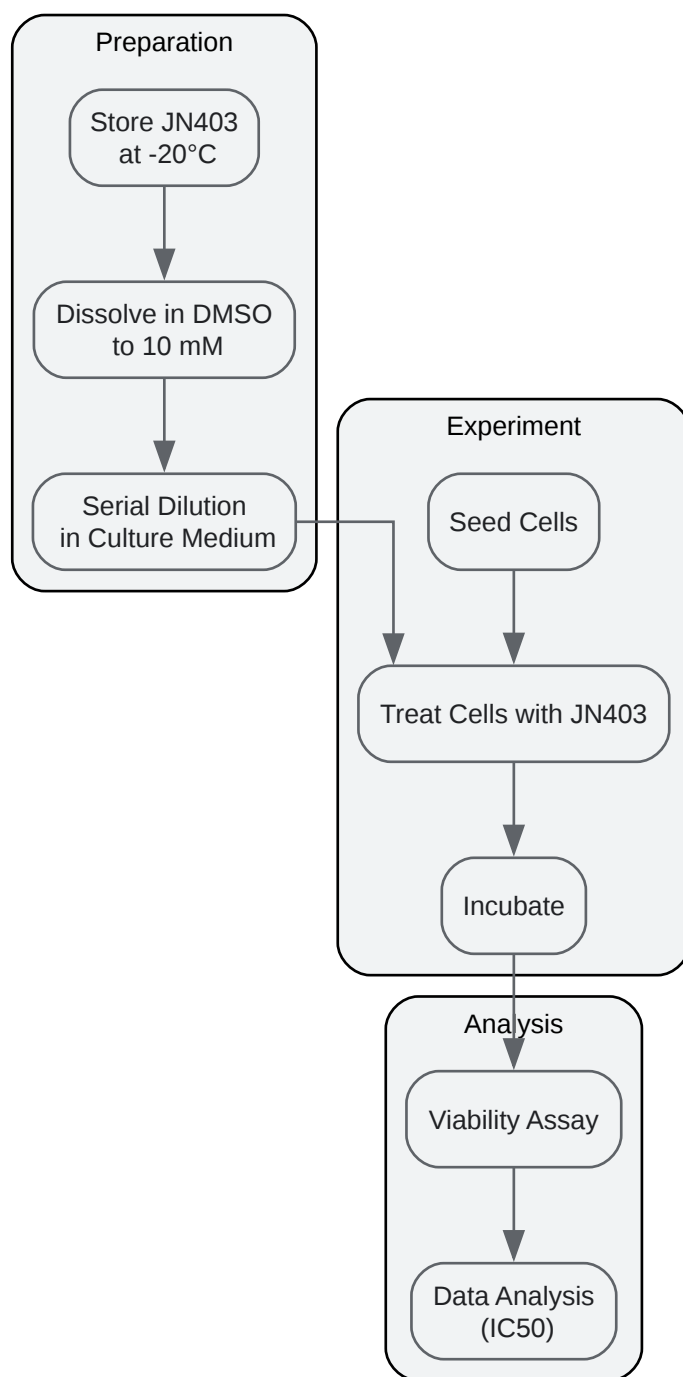 Preparation
Store JN403
at -20°C
Dissolve in DMSO
to 10 mM
Serial Dilution
in Culture Medium
Experiment
Seed Cells
Treat Cells with JN403
Incubate
Analysis
Viability Assay
Data Analysis
(IC50)